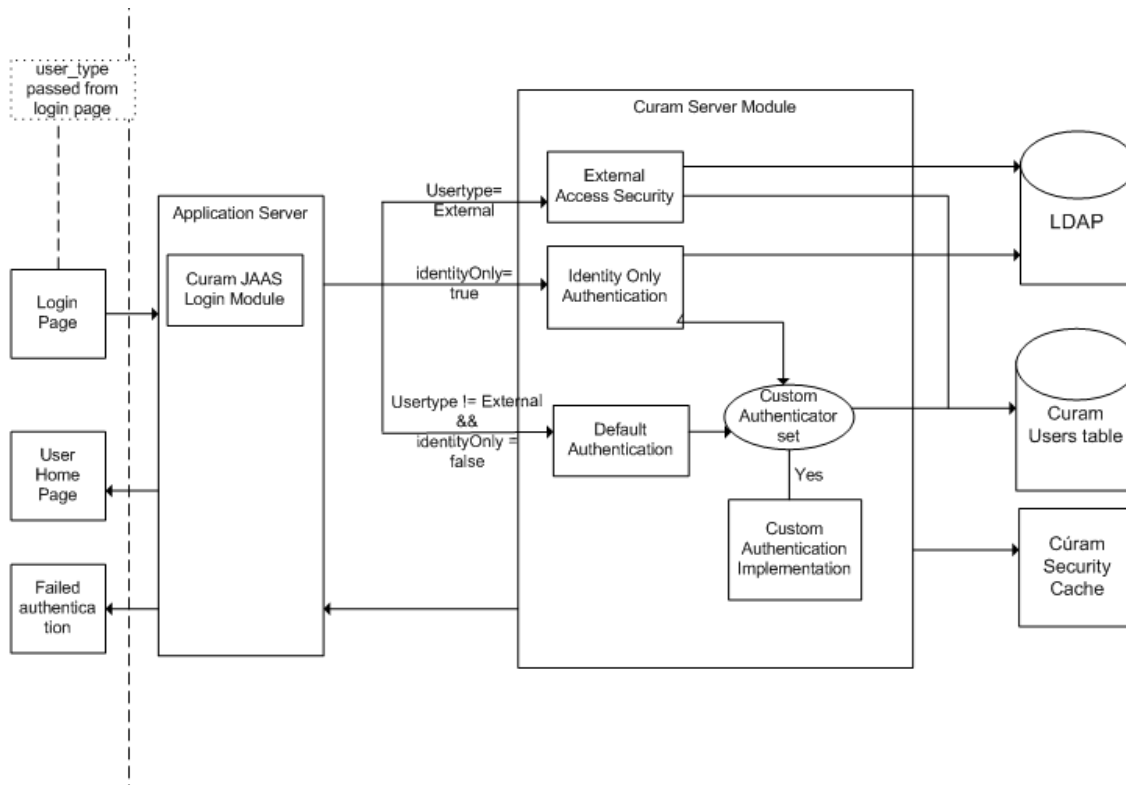 user_type
passed from
login page
Curam Server Module
External
Access Security
Usertype=
External
LDAP
Application Server
Curam JAAS
Login Module
identityOnly=
true
Identity Only
Authentication
Login
Page
Usertype != External
&&
identityOnly =
false
Default
Authentication
Custom
Authenticator
set
Curam
Users table
User
Home
Page
Yes
Custom
Authentication
Implementation
Cúram
Security
Cache
Failed
authentica
tion